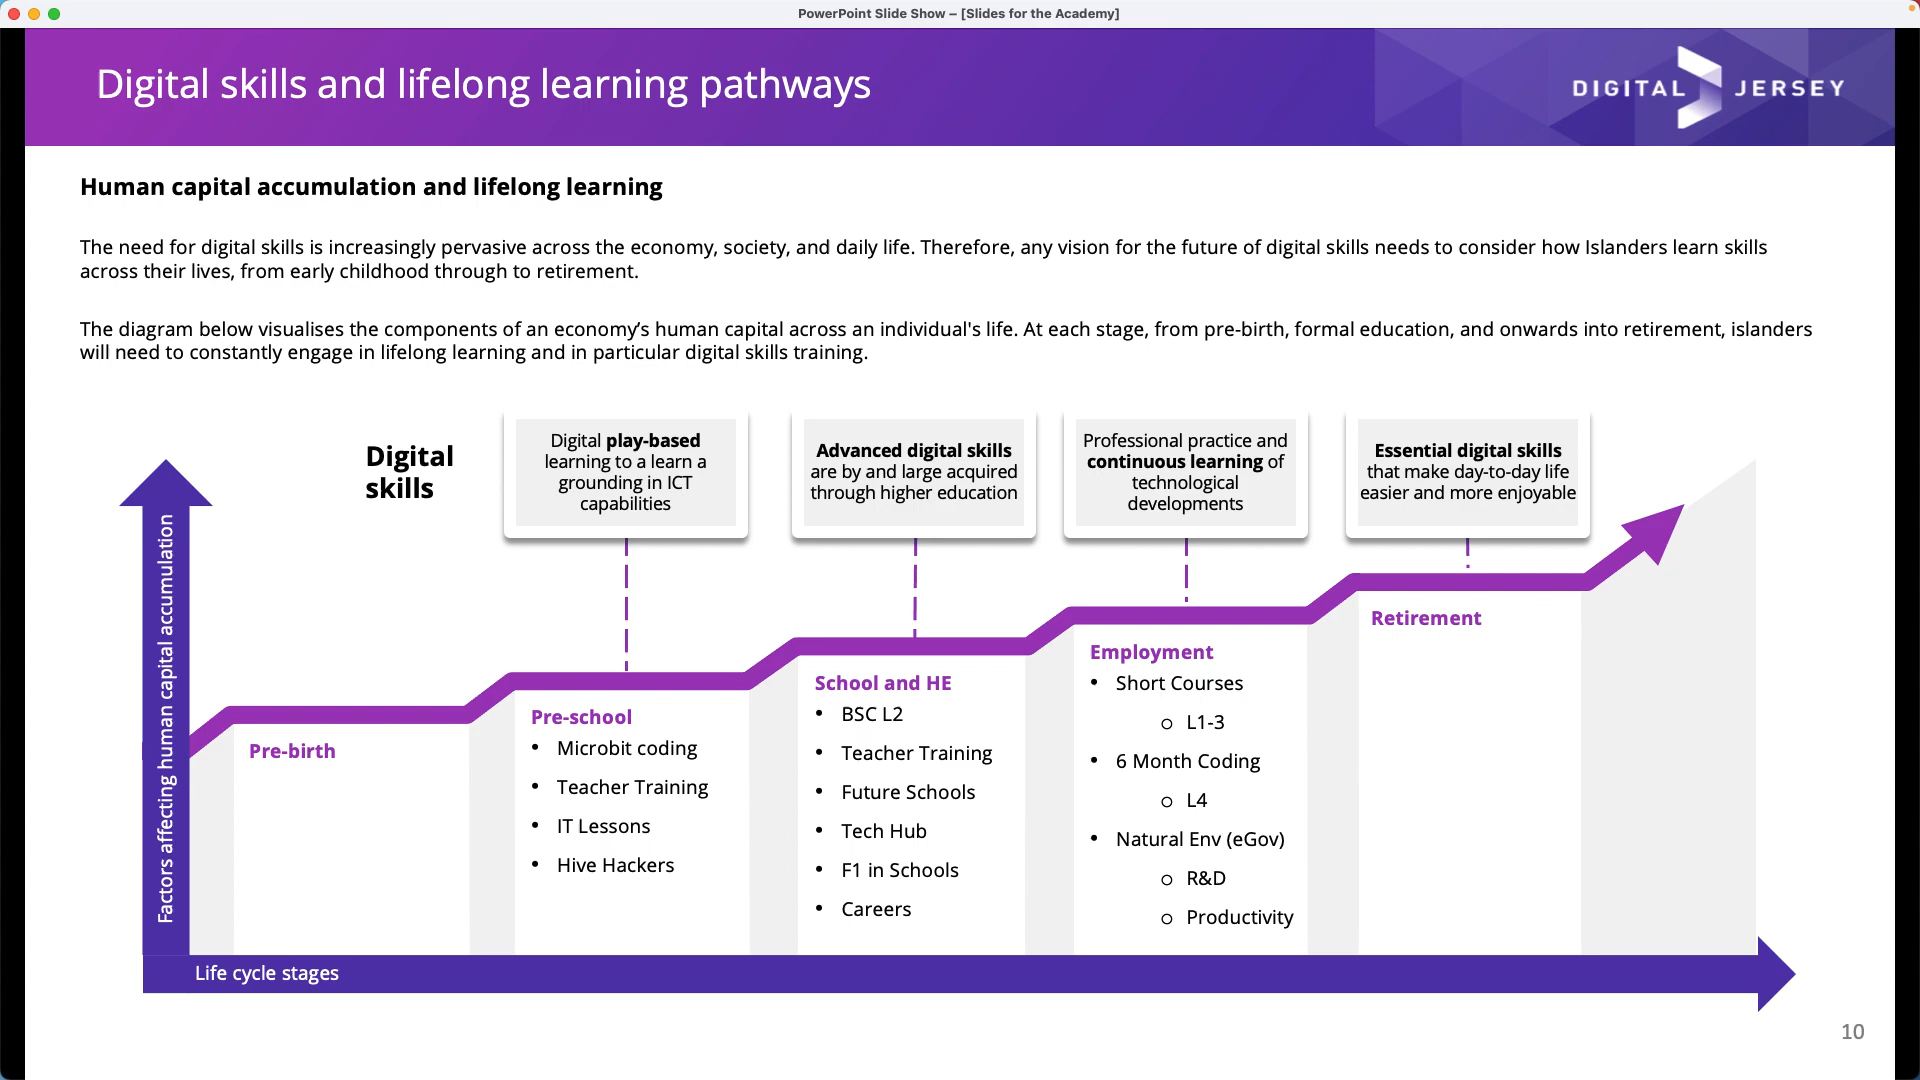 PowerPoint Slide Show – [Slides for the Academy]
Digital skills and lifelong learning pathways
DIGITAL JERSEY
Human capital accumulation and lifelong learning
The need for digital skills is increasingly pervasive across the economy, society, and daily life. Therefore, any vision for the future of digital skills needs to consider how Islanders learn skills
across their lives, from early childhood through to retirement.
The diagram below visualises the components of an economy’s human capital across an individual's life. At each stage, from pre-birth, formal education, and onwards into retirement, islanders
will need to constantly engage in lifelong learning and in particular digital skills training.
Digital
skills
Digital play-based
learning to a learn a
grounding in ICT
capabilities
Advanced digital skills
are by and large acquired
through higher education
Professional practice and
continuous learning of
technological
developments
Essential digital skills
that make day-to-day life
easier and more enjoyable
Factors affecting human capital accumulation
Pre-birth
Pre-school
• Microbit coding
• Teacher Training
• IT Lessons
• Hive Hackers
School and HE
• BSC L2
• Teacher Training
• Future Schools
• Tech Hub
• F1 in Schools
• Careers
Employment
• Short Courses
o L1-3
• 6 Month Coding
o L4
• Natural Env (eGov)
o R&D
o Productivity
Retirement
Life cycle stages
10